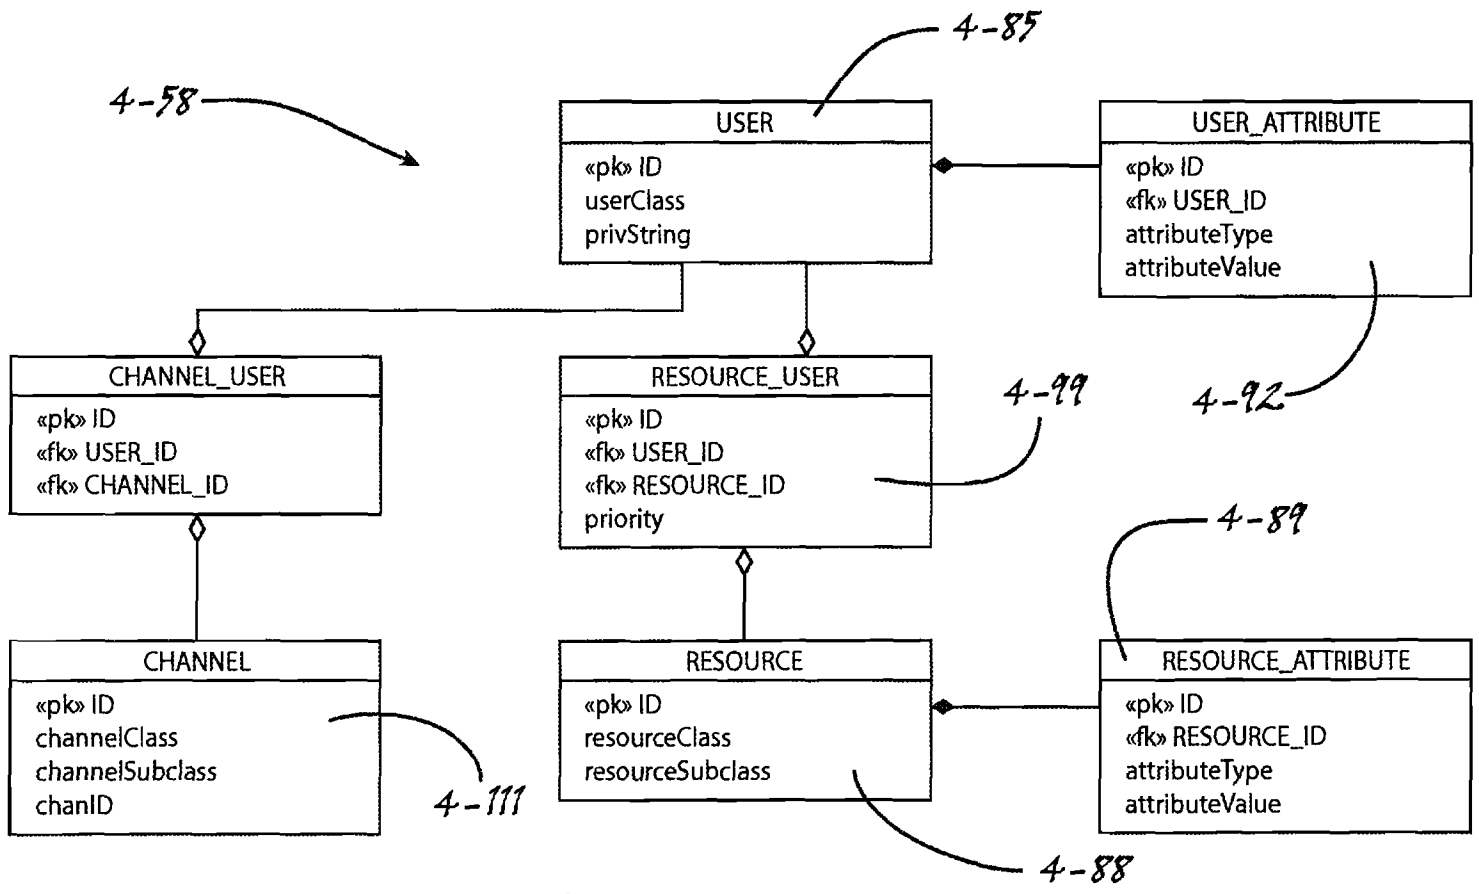 4-85
4-58
USER
«pk» ID
userClass
privString
USER_ATTRIBUTE
«pk» ID
«fk» USER_ID
attributeType
attributeValue
4-92
CHANNEL_USER
«pk» ID
«fk» USER_ID
«fk» CHANNEL_ID
RESOURCE_USER
«pk» ID
«fk» USER_ID
«fk» RESOURCE_ID
priority
4-99
4-89
CHANNEL
«pk» ID
channelClass
channelSubclass
chanID
4-111
RESOURCE
«pk» ID
resourceClass
resourceSubclass
4-88
RESOURCE_ATTRIBUTE
«pk» ID
«fk» RESOURCE_ID
attributeType
attributeValue